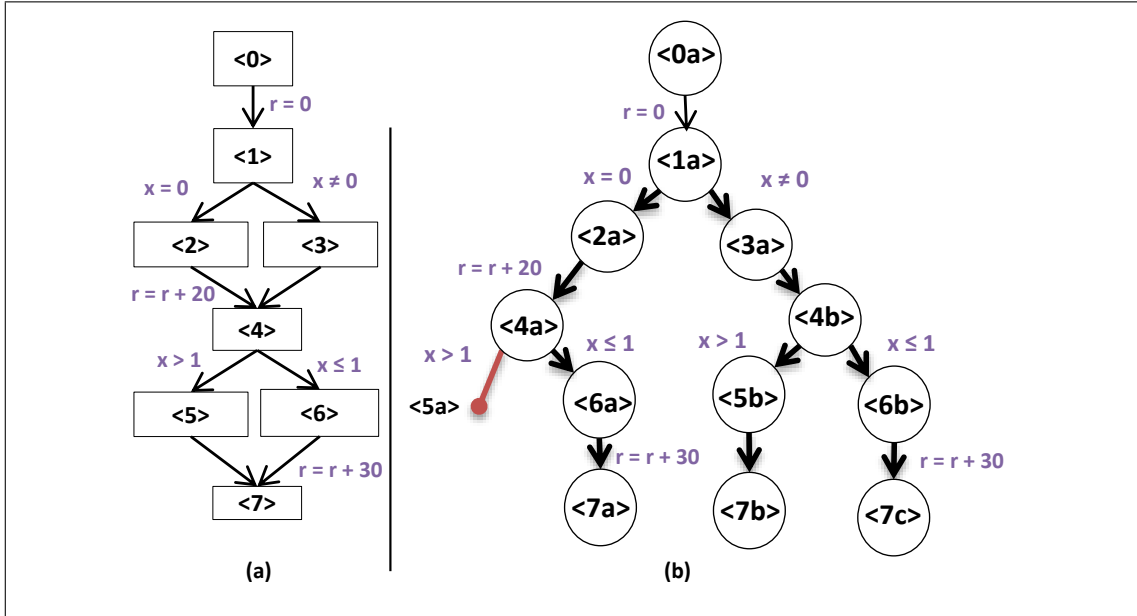 <0>
r = 0
<1>
x = 0
x ≠ 0
<2>
<3>
r = r + 20
<4>
x > 1
x ≤ 1
<5>
<6>
r = r + 30
<7>
(a)
<0a>
r = 0
<1a>
x = 0
x ≠ 0
<2a>
<3a>
r = r + 20
<4a>
<4b>
x > 1
x ≤ 1
x > 1
x ≤ 1
<5a>
<6a>
<5b>
<6b>
r = r + 30
r = r + 30
<7a>
<7b>
<7c>
(b)